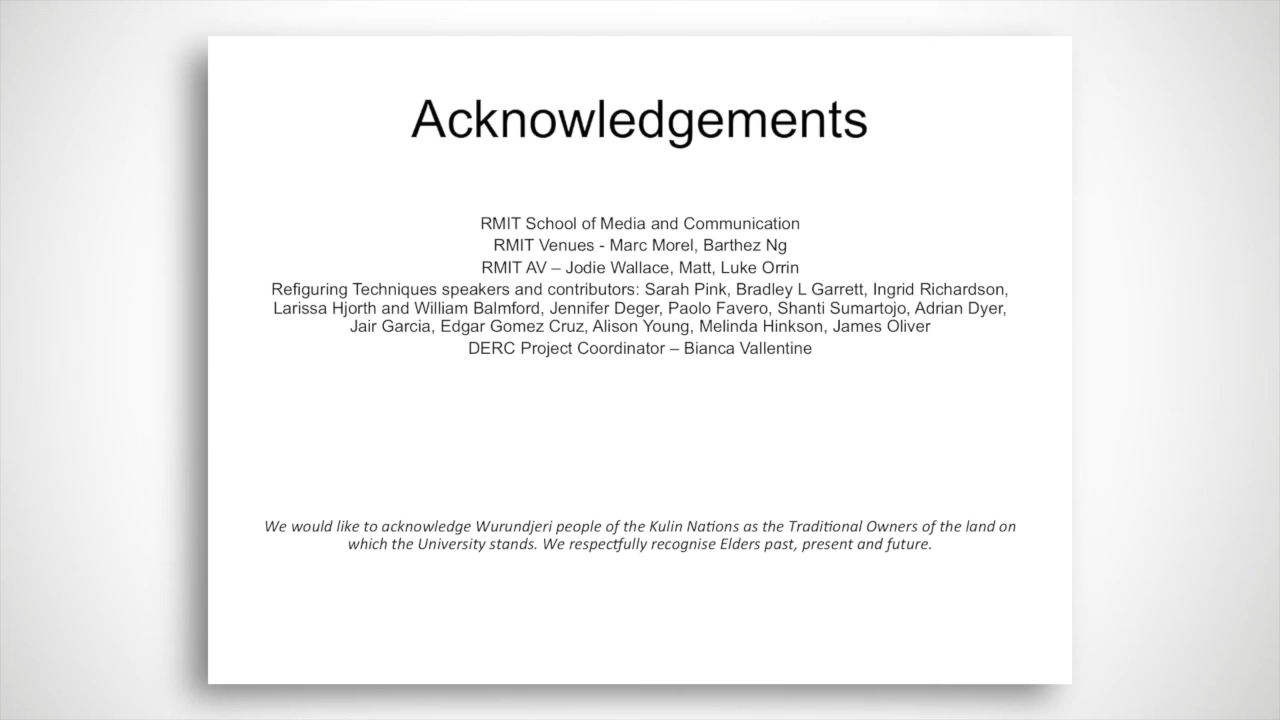 Acknowledgements
RMIT School of Media and Communication
RMIT Venues - Marc Morel, Barthez Ng
RMIT AV – Jodie Wallace, Matt, Luke Orrin
Refiguring Techniques speakers and contributors: Sarah Pink, Bradley L Garrett, Ingrid Richardson,
Larissa Hjorth and William Balmford, Jennifer Deger, Paolo Favero, Shanti Sumartojo, Adrian Dyer,
Jair Garcia, Edgar Gomez Cruz, Alison Young, Melinda Hinkson, James Oliver
DERC Project Coordinator – Bianca Vallentine
We would like to acknowledge Wurundjeri people of the Kulin Nations as the Traditional Owners of the land on
which the University stands. We respectfully recognise Elders past, present and future.